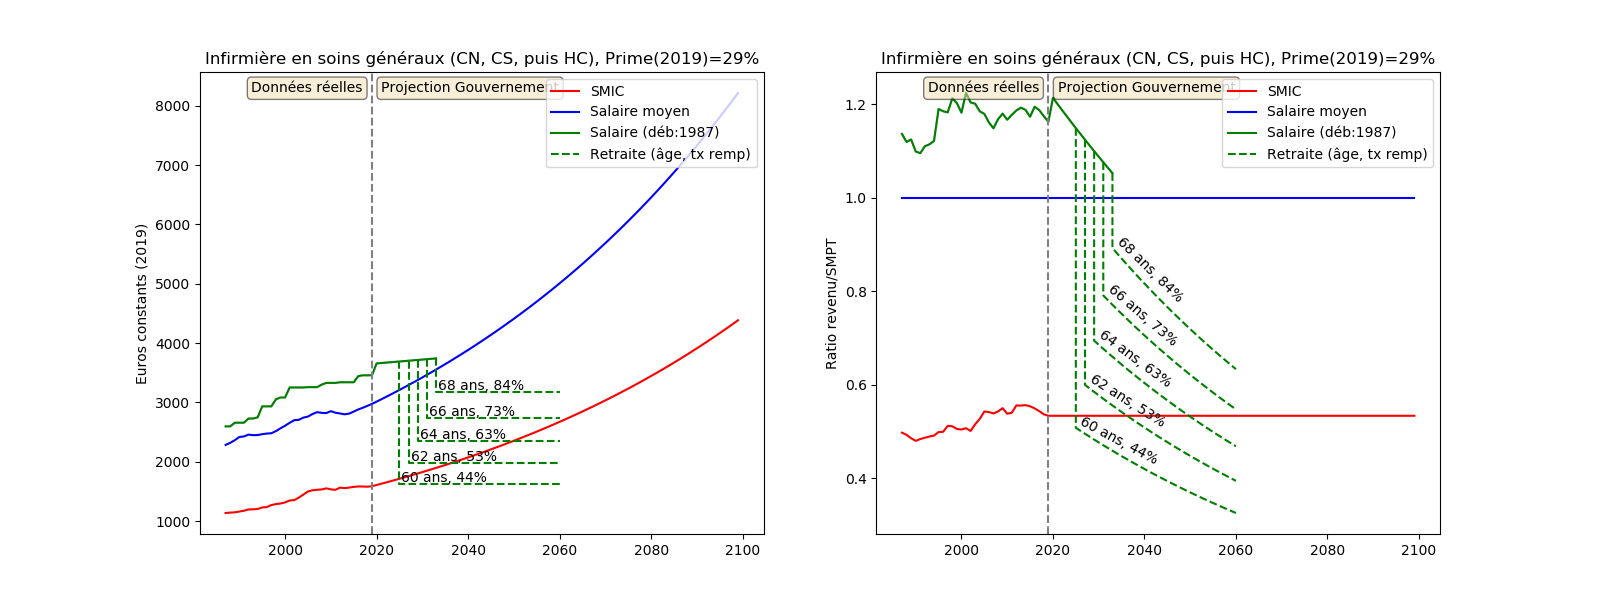 Infirmière en soins généraux (CN, CS, puis HC), Prime(2019)=29%
Données réelles
Projection Gouvernement
SMIC
Salaire moyen
Salaire (déb:1987)
Retraite (âge, tx remp)
Euros constants (2019)
8000
7000
6000
5000
4000
3000
2000
1000
68 ans, 84%
66 ans, 73%
64 ans, 63%
62 ans, 53%
60 ans, 44%
2000
2020
2040
2060
2080
2100
Infirmière en soins généraux (CN, CS, puis HC), Prime(2019)=29%
Données réelles
Projection Gouvernement
SMIC
Salaire moyen
Salaire (déb:1987)
Retraite (âge, tx remp)
Ratio revenu/SMPT
1.2
1.0
0.8
0.6
0.4
68 ans, 84%
66 ans, 73%
64 ans, 63%
62 ans, 53%
60 ans, 44%
2000
2020
2040
2060
2080
2100